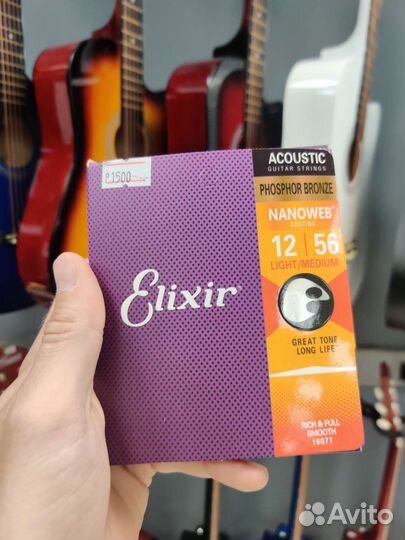 ₽1500
ACOUSTIC
GUITAR STRINGS
PHOSPHOR BRONZE
NANOWEB®
COATING
12 | 56
LIGHT/MEDIUM
Elixir®
GREAT TONE
LONG LIFE
RICH & FULL
SMOOTH
16077
Avito